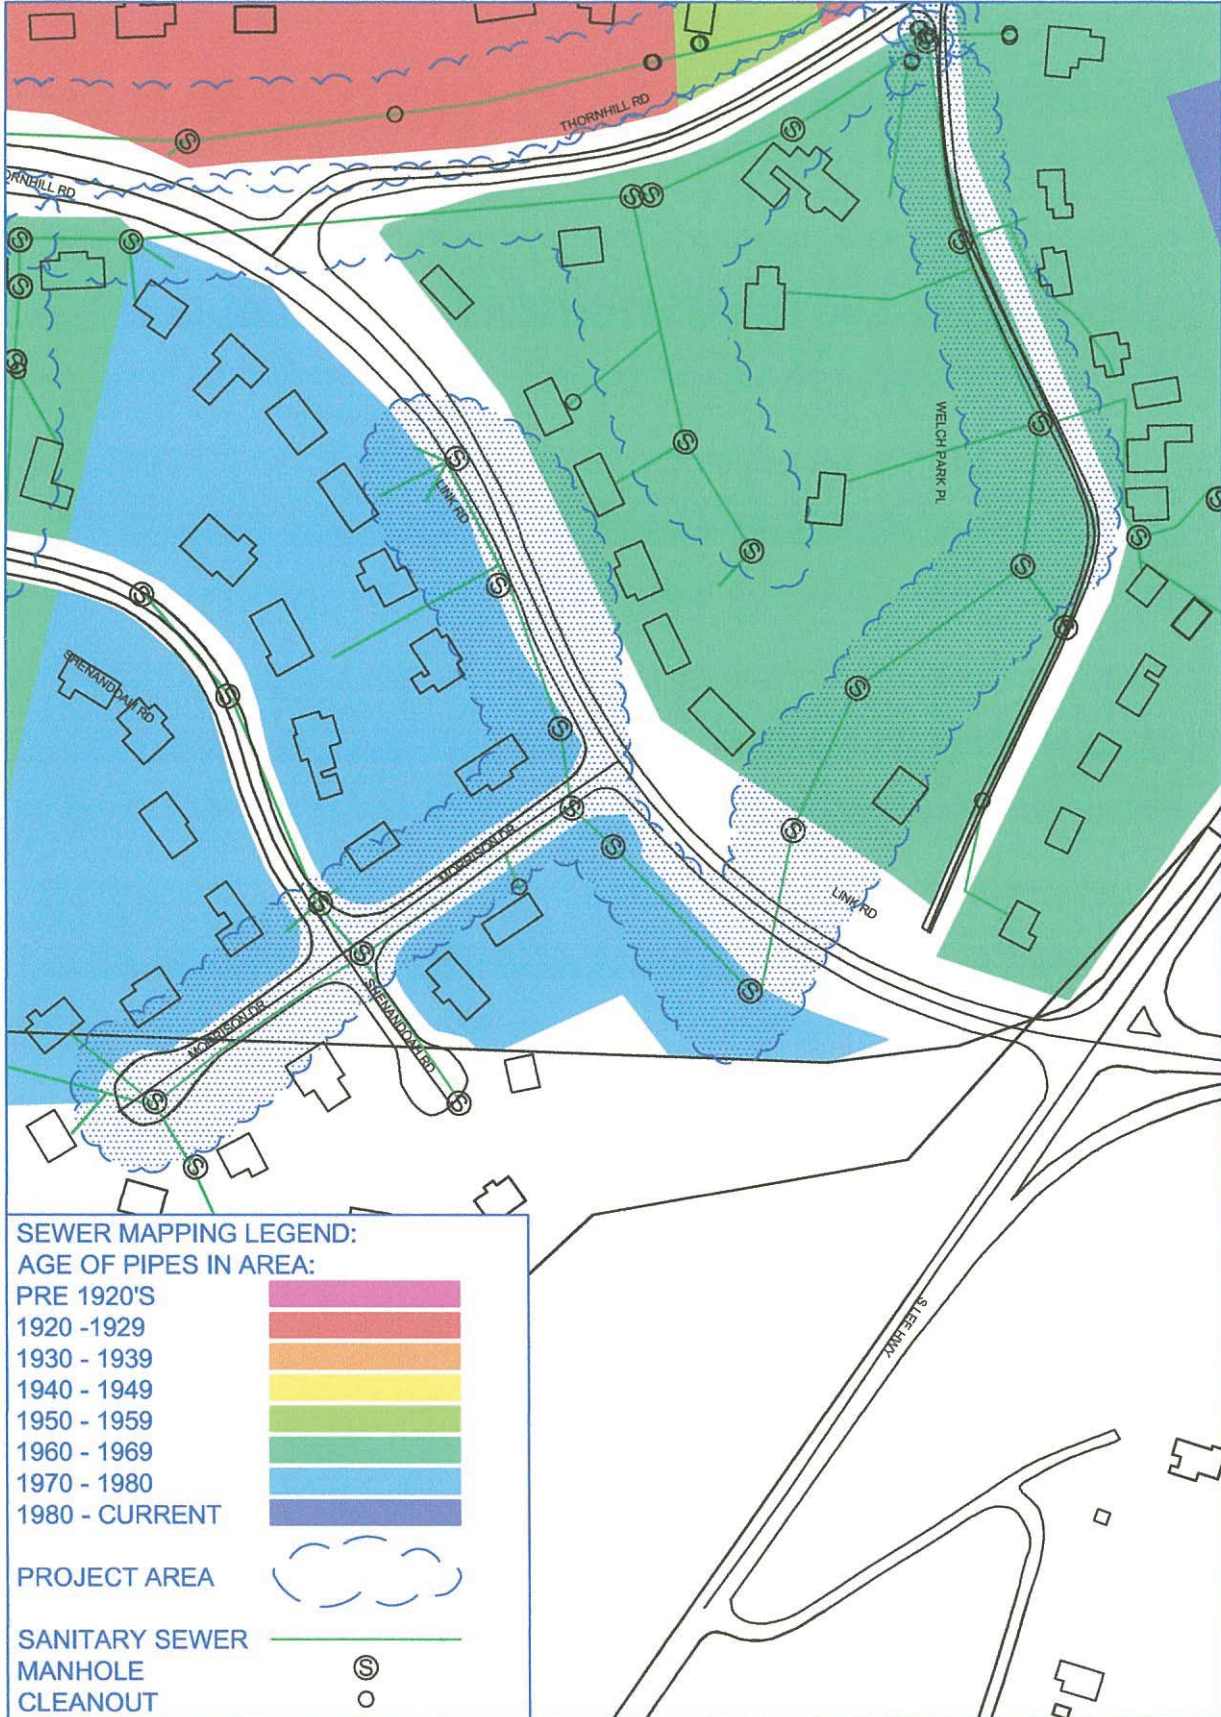 THORNHILL RD
ORNHILL RD
WELCH PARK PL
LINK RD
SHENANDOAH RD
MORRISON DR
LINK RD
SHENANDOAH RD
MORRISON DR
S LEE HWY
SEWER MAPPING LEGEND:
AGE OF PIPES IN AREA:
PRE 1920'S
1920 -1929
1930 - 1939
1940 - 1949
1950 - 1959
1960 - 1969
1970 - 1980
1980 - CURRENT
PROJECT AREA
SANITARY SEWER
MANHOLE S
CLEANOUT